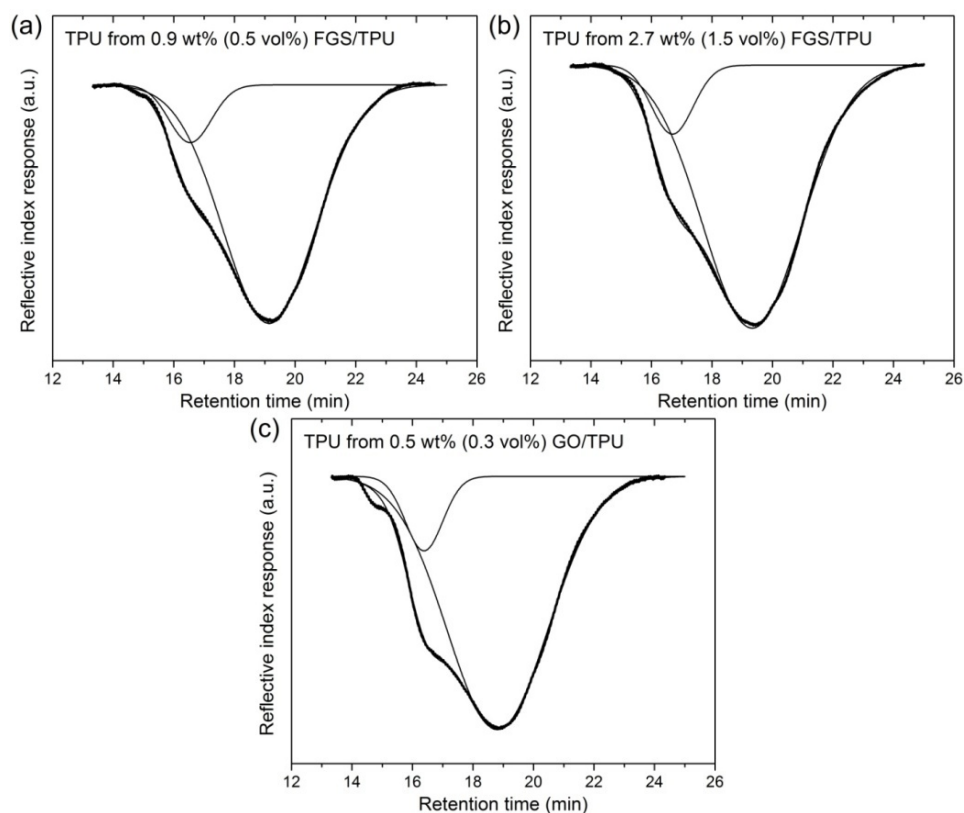 (a)
TPU from 0.9 wt% (0.5 vol%) FGS/TPU
Reflective index response (a.u.)
12 14 16 18 20 22 24 26
Retention time (min)
(b)
TPU from 2.7 wt% (1.5 vol%) FGS/TPU
Reflective index response (a.u.)
12 14 16 18 20 22 24 26
Retention time (min)
(c)
TPU from 0.5 wt% (0.3 vol%) GO/TPU
Reflective index response (a.u.)
12 14 16 18 20 22 24 26
Retention time (min)